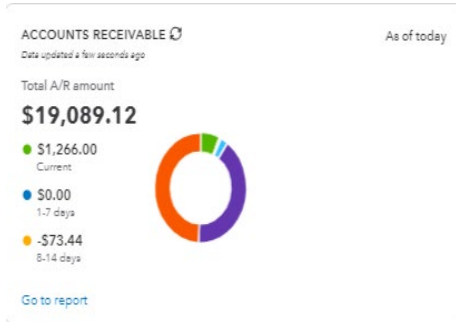 ACCOUNTS RECEIVABLE
As of today
Data updated a few seconds ago
Total A/R amount
$19,089.12
$1,266.00
Current
$0.00
1-7 days
-$73.44
8-14 days
Go to report